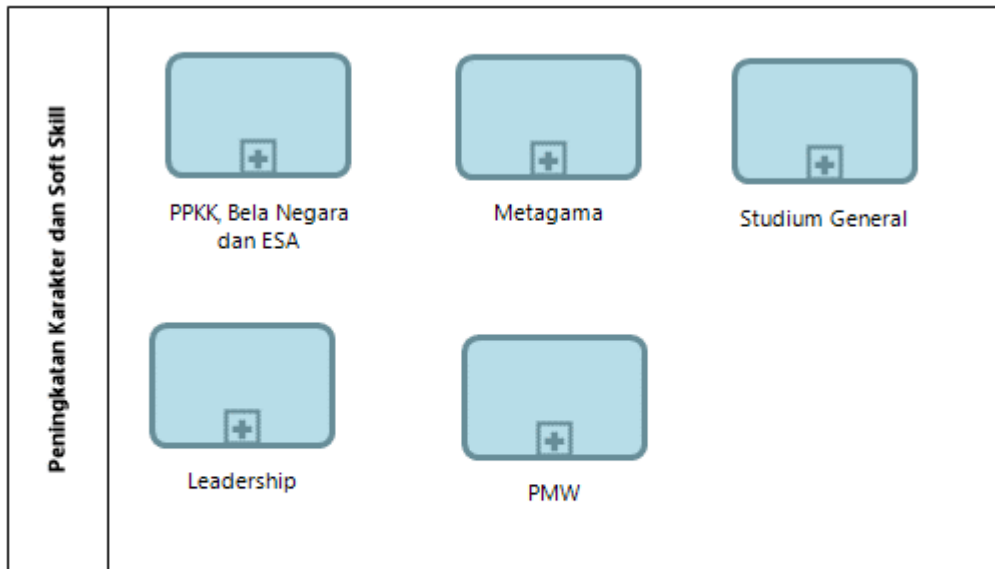 Peningkatan Karakter dan Soft Skill
PPKK, Bela Negara
dan ESA
Metagama
Studium General
Leadership
PMW